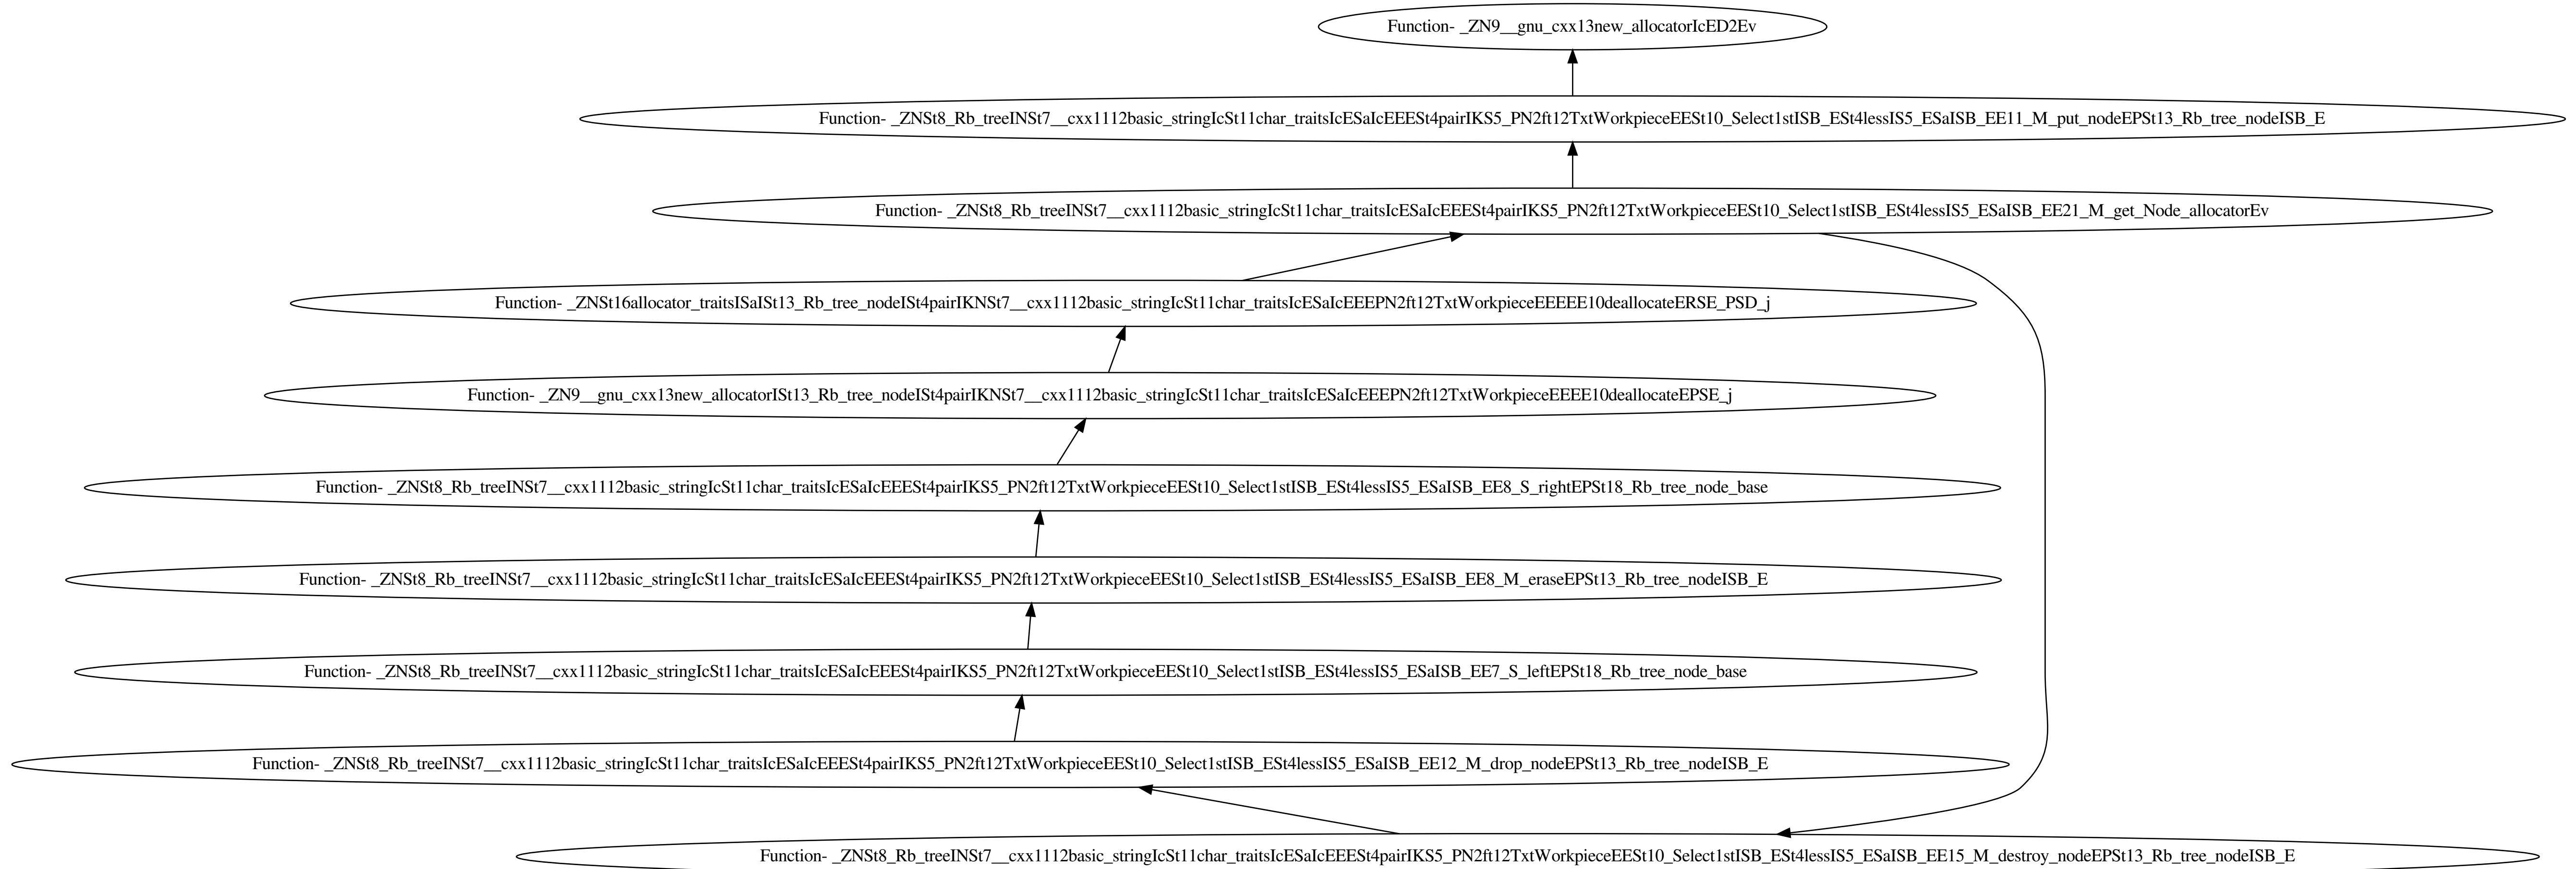 Function- _ZN9__gnu_cxx13new_allocatorIcED2Ev
Function- _ZNSt8_Rb_treeINSt7__cxx1112basic_stringIcSt11char_traitsIcESaIcEEESt4pairIKS5_PN2ft12TxtWorkpieceEESt10_Select1stISB_ESt4lessIS5_ESaISB_EE11_M_put_nodeEPSt13_Rb_tree_nodeISB_E
Function- _ZNSt8_Rb_treeINSt7__cxx1112basic_stringIcSt11char_traitsIcESaIcEEESt4pairIKS5_PN2ft12TxtWorkpieceEESt10_Select1stISB_ESt4lessIS5_ESaISB_EE21_M_get_Node_allocatorEv
Function- _ZNSt16allocator_traitsISaISt13_Rb_tree_nodeISt4pairIKNSt7__cxx1112basic_stringIcSt11char_traitsIcESaIcEEEPN2ft12TxtWorkpieceEEEEE10deallocateERSE_PSD_j
Function- _ZN9__gnu_cxx13new_allocatorISt13_Rb_tree_nodeISt4pairIKNSt7__cxx1112basic_stringIcSt11char_traitsIcESaIcEEEPN2ft12TxtWorkpieceEEEE10deallocateEPSE_j
Function- _ZNSt8_Rb_treeINSt7__cxx1112basic_stringIcSt11char_traitsIcESaIcEEESt4pairIKS5_PN2ft12TxtWorkpieceEESt10_Select1stISB_ESt4lessIS5_ESaISB_EE8_S_rightEPSt18_Rb_tree_node_base
Function- _ZNSt8_Rb_treeINSt7__cxx1112basic_stringIcSt11char_traitsIcESaIcEEESt4pairIKS5_PN2ft12TxtWorkpieceEESt10_Select1stISB_ESt4lessIS5_ESaISB_EE8_M_eraseEPSt13_Rb_tree_nodeISB_E
Function- _ZNSt8_Rb_treeINSt7__cxx1112basic_stringIcSt11char_traitsIcESaIcEEESt4pairIKS5_PN2ft12TxtWorkpieceEESt10_Select1stISB_ESt4lessIS5_ESaISB_EE7_S_leftEPSt18_Rb_tree_node_base
Function- _ZNSt8_Rb_treeINSt7__cxx1112basic_stringIcSt11char_traitsIcESaIcEEESt4pairIKS5_PN2ft12TxtWorkpieceEESt10_Select1stISB_ESt4lessIS5_ESaISB_EE12_M_drop_nodeEPSt13_Rb_tree_nodeISB_E
Function- _ZNSt8_Rb_treeINSt7__cxx1112basic_stringIcSt11char_traitsIcESaIcEEESt4pairIKS5_PN2ft12TxtWorkpieceEESt10_Select1stISB_ESt4lessIS5_ESaISB_EE15_M_destroy_nodeEPSt13_Rb_tree_nodeISB_E